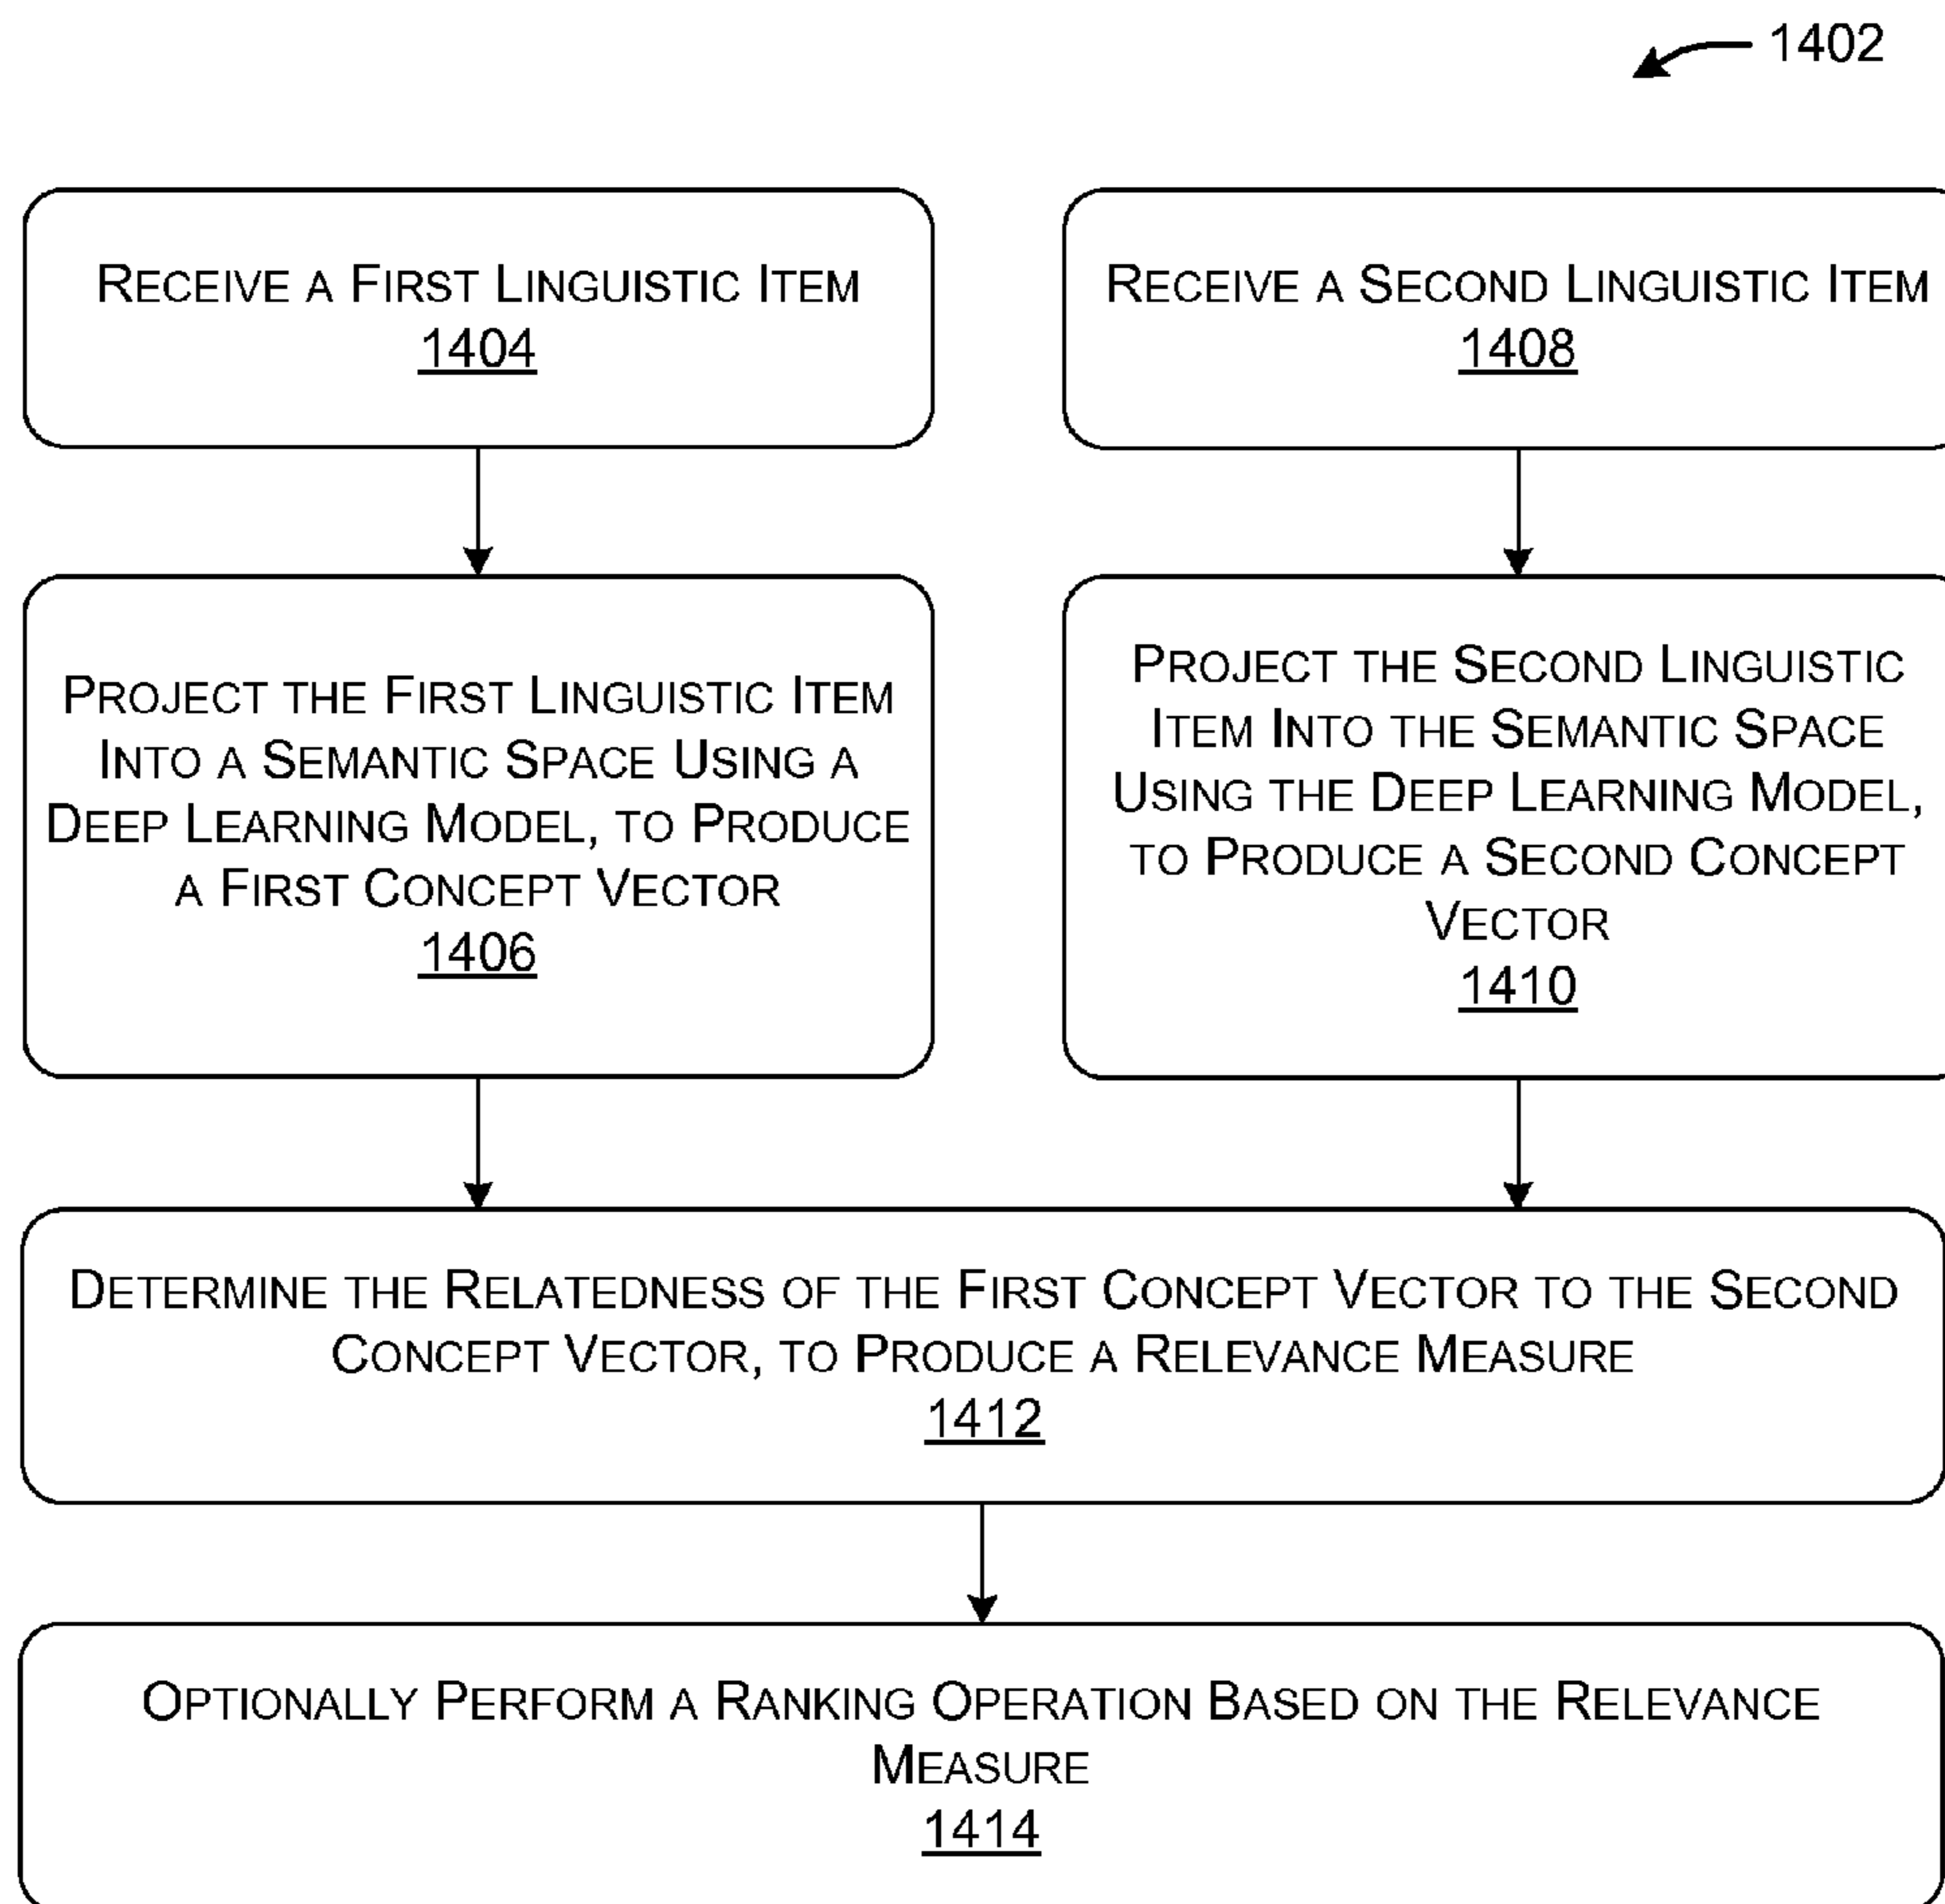 1402
RECEIVE A FIRST LINGUISTIC ITEM
1404
RECEIVE A SECOND LINGUISTIC ITEM
1408
PROJECT THE FIRST LINGUISTIC ITEM
INTO A SEMANTIC SPACE USING A
DEEP LEARNING MODEL, TO PRODUCE
A FIRST CONCEPT VECTOR
1406
PROJECT THE SECOND LINGUISTIC
ITEM INTO THE SEMANTIC SPACE
USING THE DEEP LEARNING MODEL,
TO PRODUCE A SECOND CONCEPT
VECTOR
1410
DETERMINE THE RELATEDNESS OF THE FIRST CONCEPT VECTOR TO THE SECOND
CONCEPT VECTOR, TO PRODUCE A RELEVANCE MEASURE
1412
OPTIONALLY PERFORM A RANKING OPERATION BASED ON THE RELEVANCE
MEASURE
1414